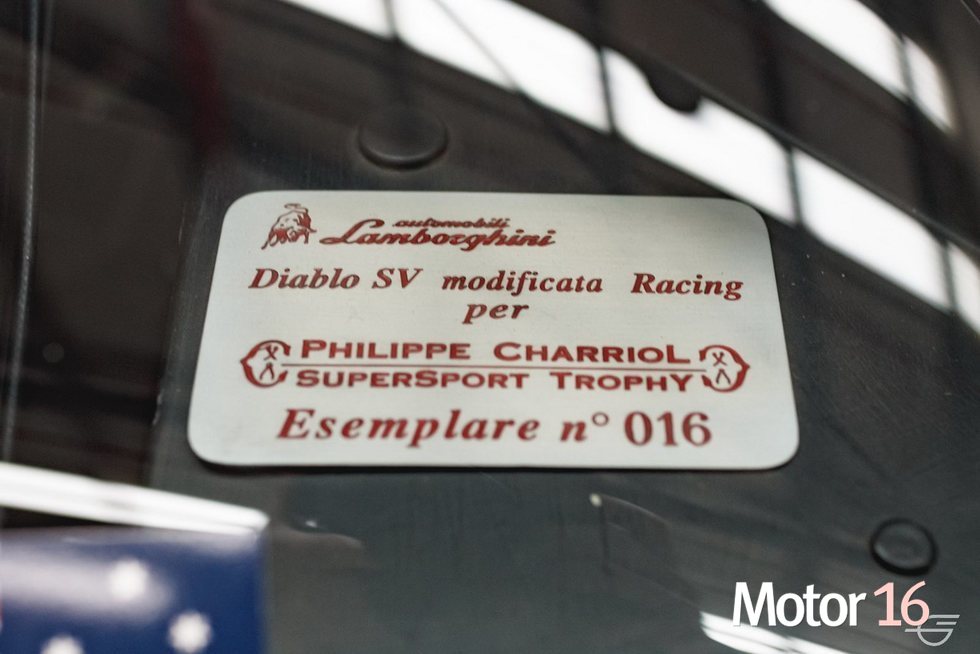 automobili
Lamborghini
Diablo SV modificata Racing
per
PHILIPPE CHARRIOL
SUPERSPORT TROPHY
Esemplare n° 016
Motor 16